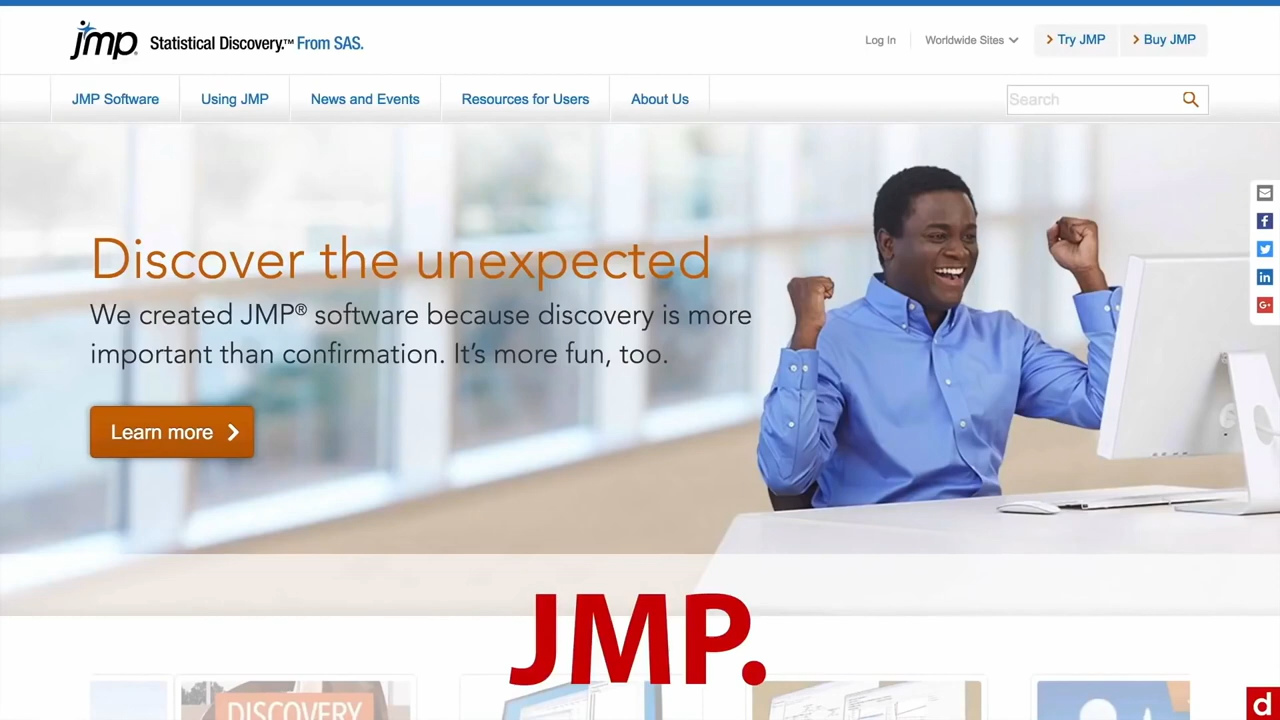 jmp Statistical Discovery.™ From SAS.
Log In
Worldwide Sites
Try JMP
Buy JMP
JMP Software
Using JMP
News and Events
Resources for Users
About Us
Search
Discover the unexpected
We created JMP® software because discovery is more
important than confirmation. It's more fun, too.
Learn more
JMP.
DISCOVERY
f
in
G+
d